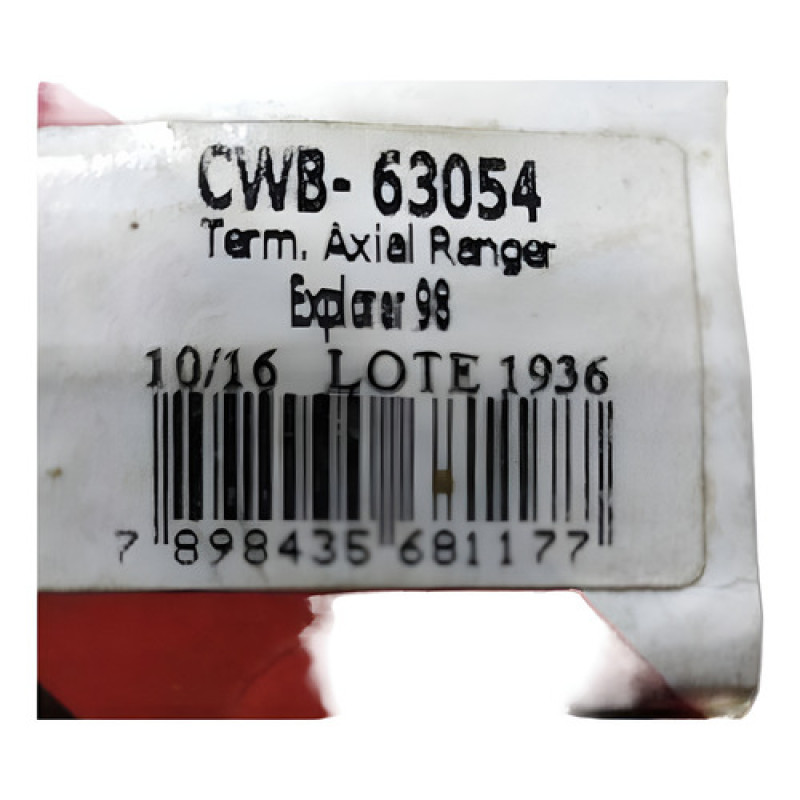 CWB- 63054
Term. Axial Ranger
Explorer 98
10/16 LOTE 1936
7 898435 681177